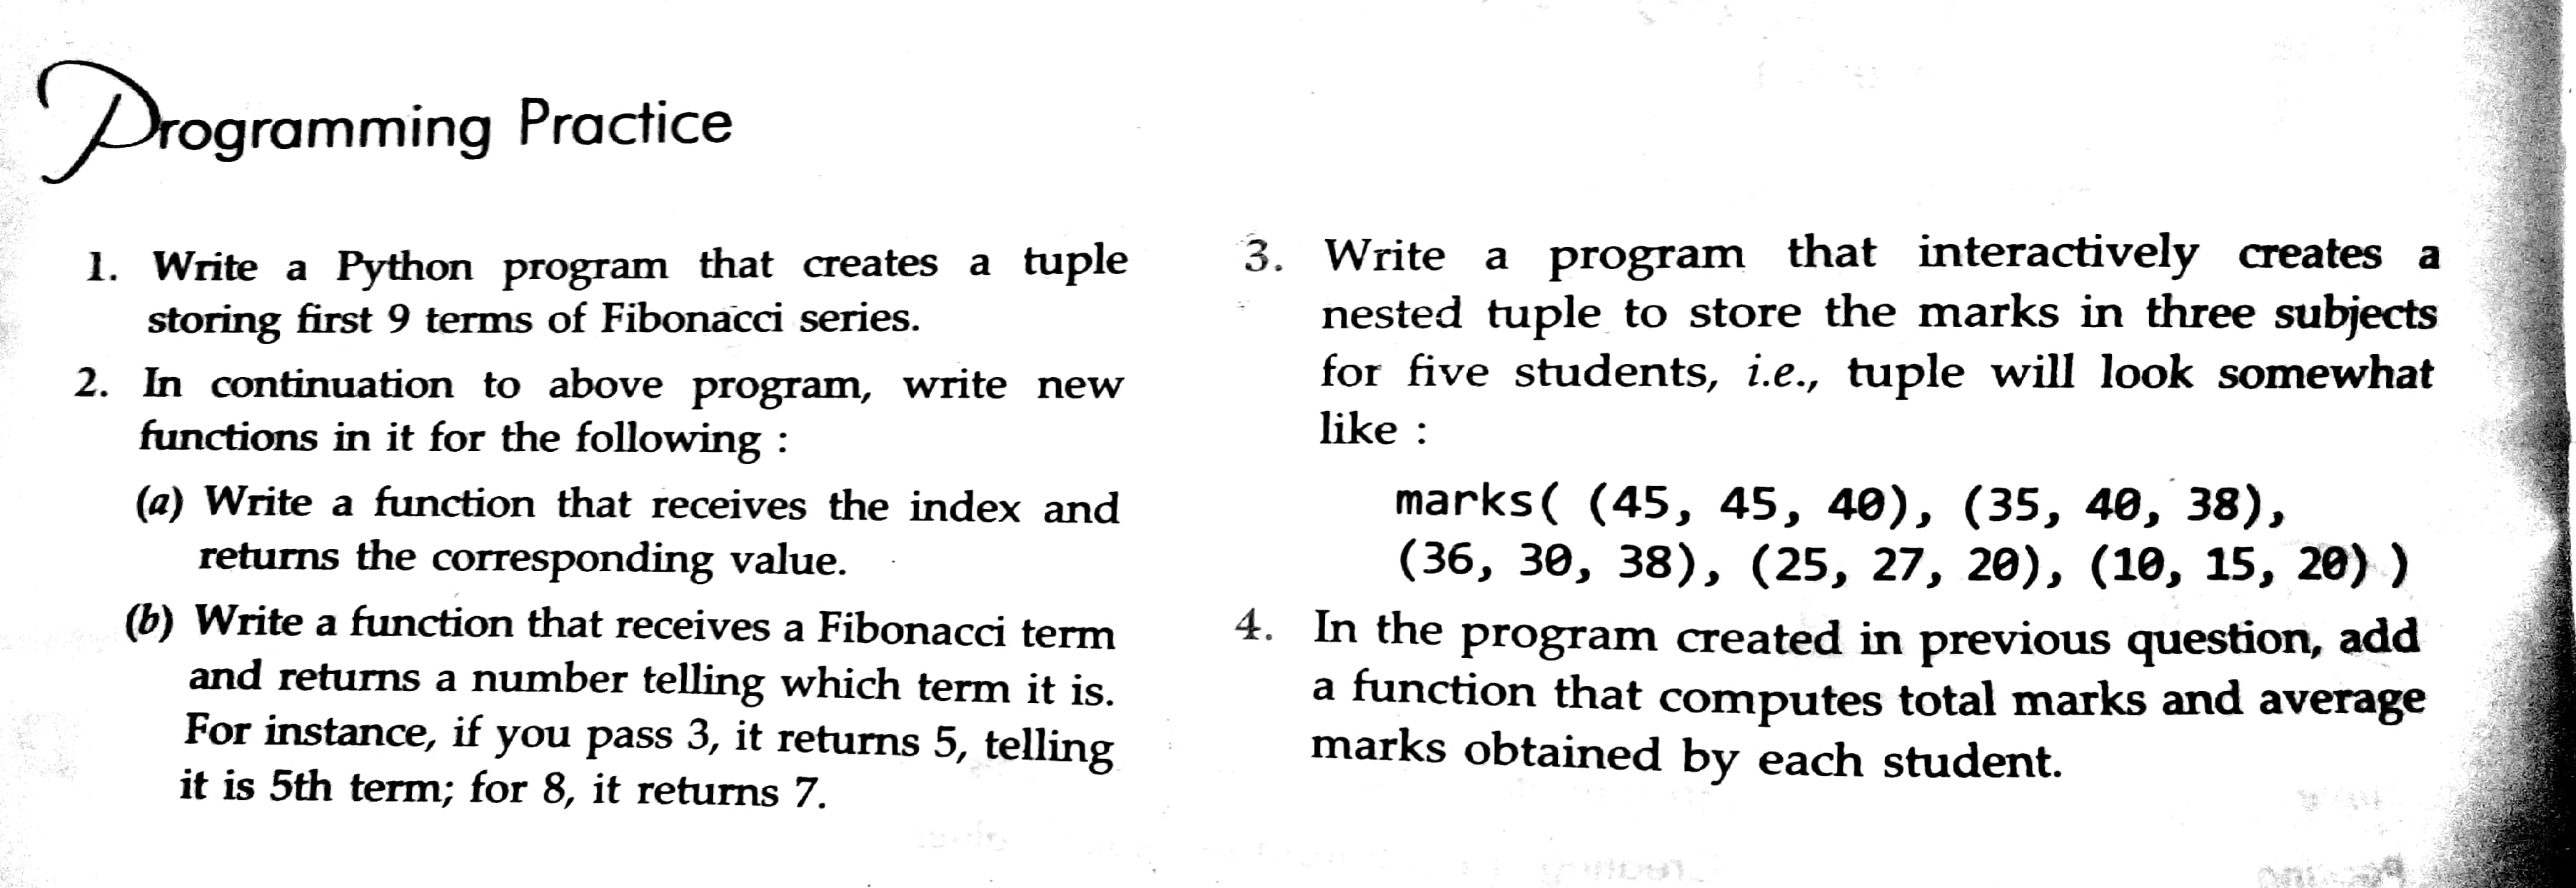 Programming Practice
1. Write a Python program that creates a tuple
storing first 9 terms of Fibonacci series.
2. In continuation to above program, write new
functions in it for the following :
(a) Write a function that receives the index and
returns the corresponding value.
(b) Write a function that receives a Fibonacci term
and returns a number telling which term it is.
For instance, if you pass 3, it returns 5, telling
it is 5th term; for 8, it returns 7.
3. Write a program that interactively creates a
nested tuple to store the marks in three subjects
for five students, i.e., tuple will look somewhat
like :
marks( (45, 45, 40), (35, 40, 38),
(36, 30, 38), (25, 27, 20), (10, 15, 20) )
4. In the program created in previous question, add
a function that computes total marks and average
marks obtained by each student.